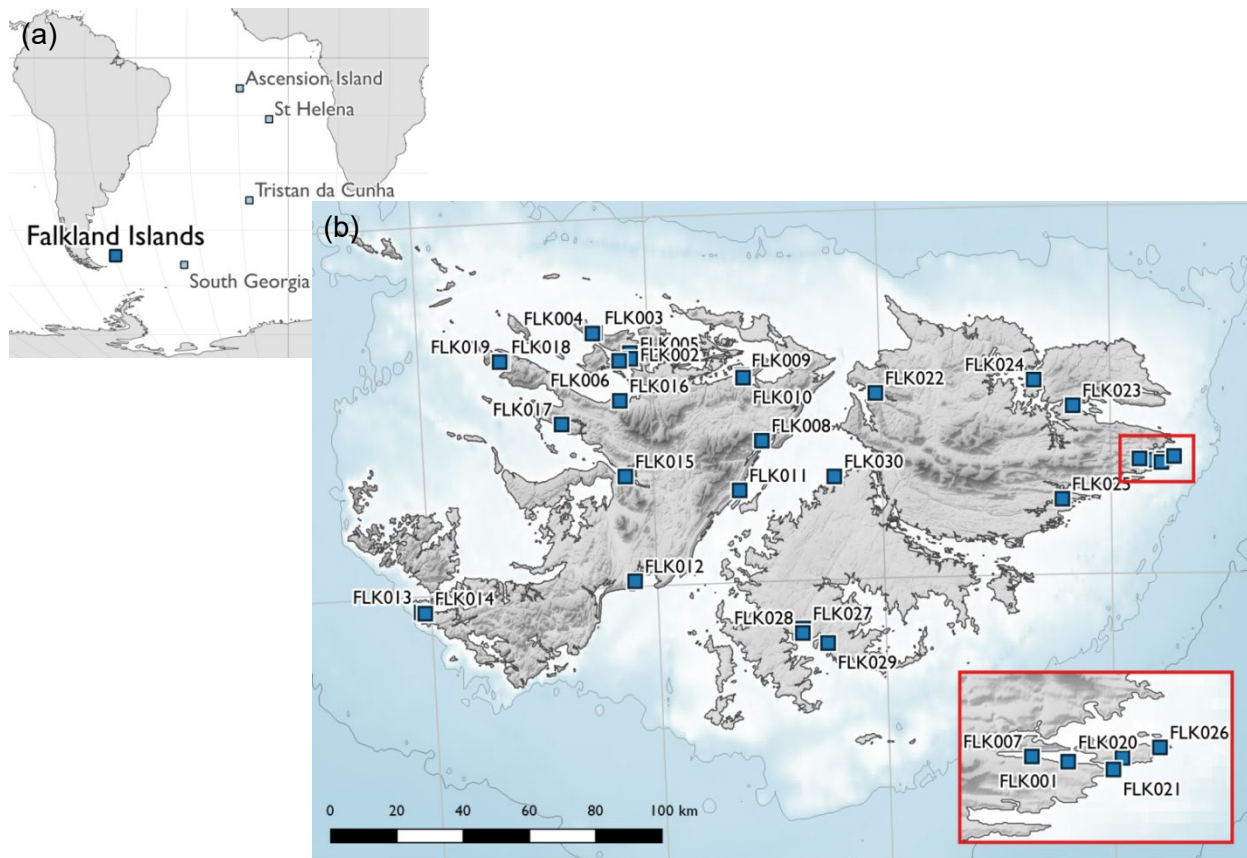 (a)
Ascension Island
St Helena
Tristan da Cunha
Falkland Islands
South Georgia
(b)
FLK004 FLK003
FLK019 FLK018 FLK005
FLK002 FLK009
FLK006 FLK016
FLK010
FLK024
FLK022
FLK023
FLK017
FLK008
FLK015
FLK030
FLK011
FLK025
FLK012
FLK013 FLK014
FLK028 FLK027
FLK029
FLK007 FLK020 FLK026
FLK001
FLK021
0 20 40 60 80 100 km